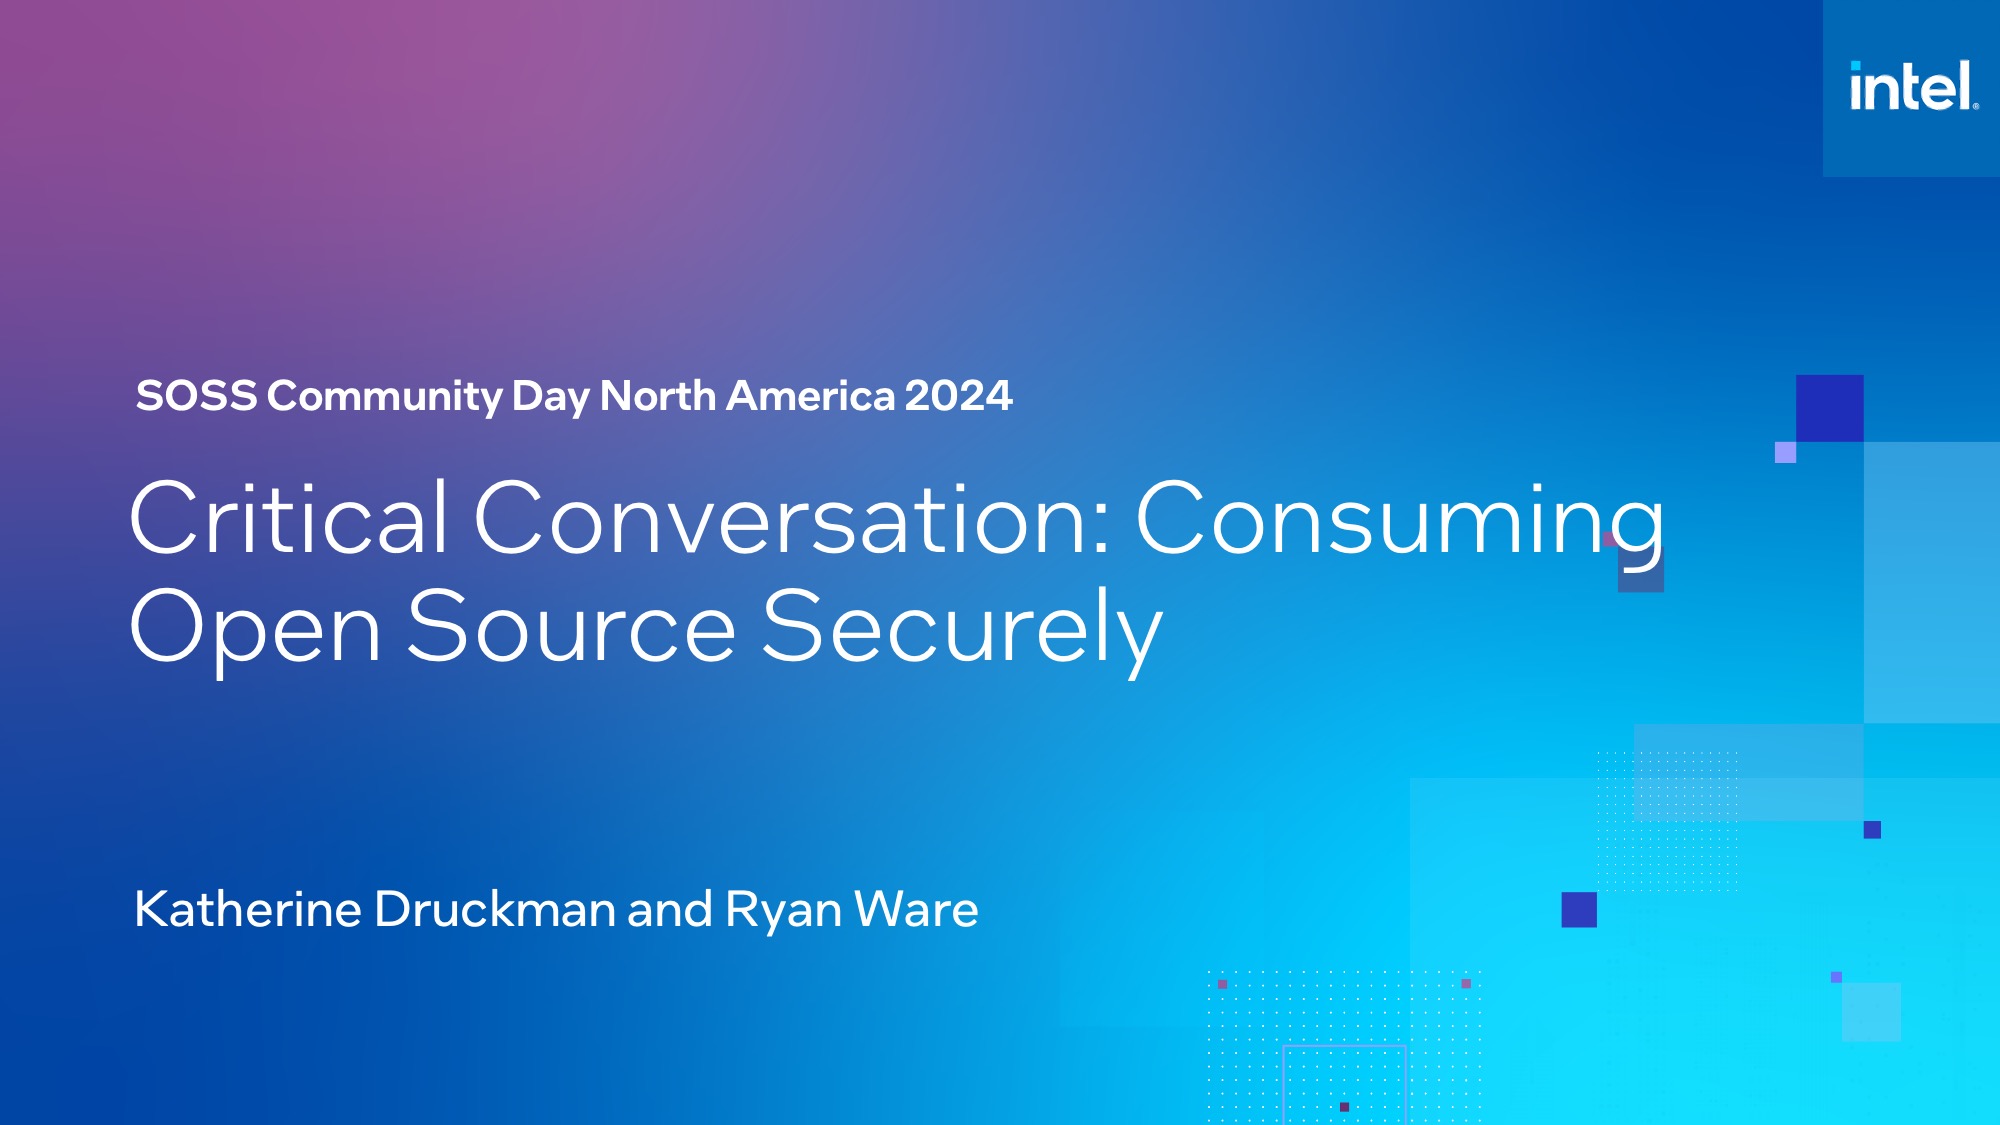 intel®
SOSS Community Day North America 2024
Critical Conversation: Consuming
Open Source Securely
Katherine Druckman and Ryan Ware